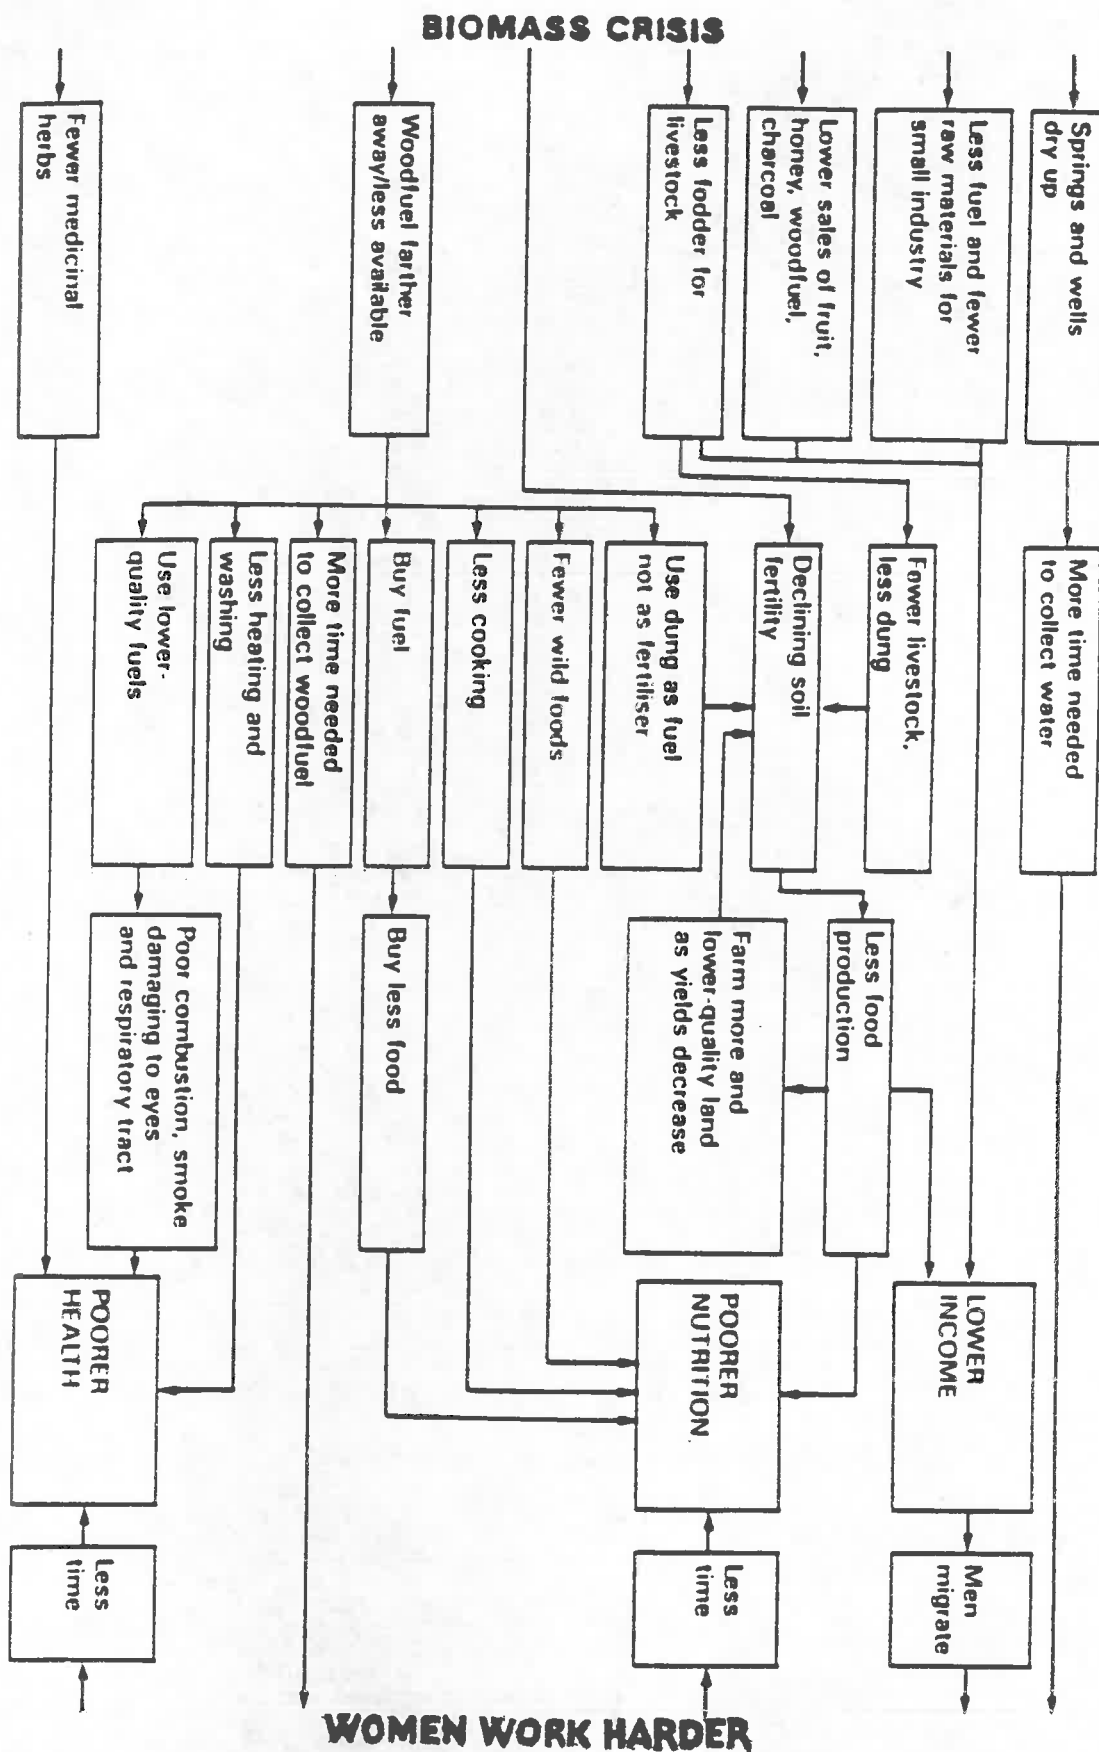 BIOMASS CRISIS
Springs and wells
dry up
Less fuel and fewer
raw materials for
small industry
Lower sales of fruit,
honey, woodfuel,
charcoal
Less fodder for
livestock
Woodfuel farther
away/less available
Fewer medicinal
herbs
More time needed
to collect water
Fewer livestock,
less dung
Declining soil
fertility
Use dung as fuel
not as fertiliser
Fewer wild foods
Less cooking
Buy fuel
More time needed
to collect woodfuel
Less heating and
washing
Use lower-
quality fuels
Less food
production
Farm more and
lower-quality land
as yields decrease
Buy less food
Poor combustion, smoke
damaging to eyes
and respiratory tract
LOWER
INCOME
POORER
NUTRITION
POORER
HEALTH
Men
migrate
Less
time
Less
time
WOMEN WORK HARDER